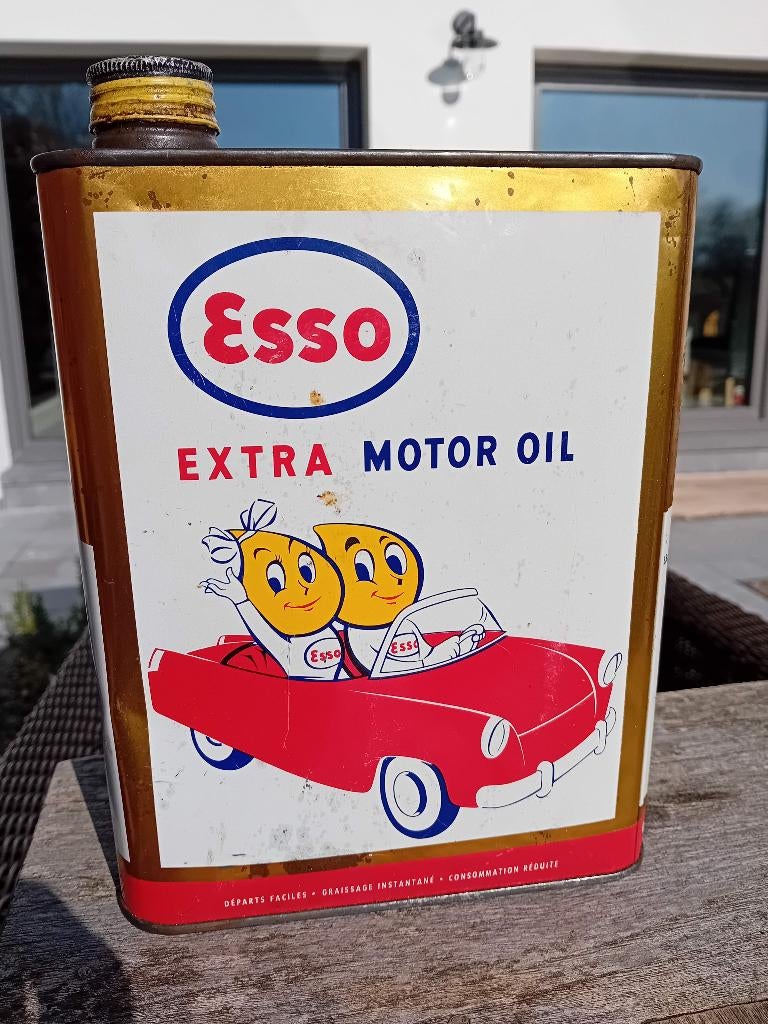 Esso
EXTRA MOTOR OIL
Esso
ESSO
DÉPARTS FACILES • GRAISSAGE INSTANTANÉ • CONSOMMATION RÉDUITE